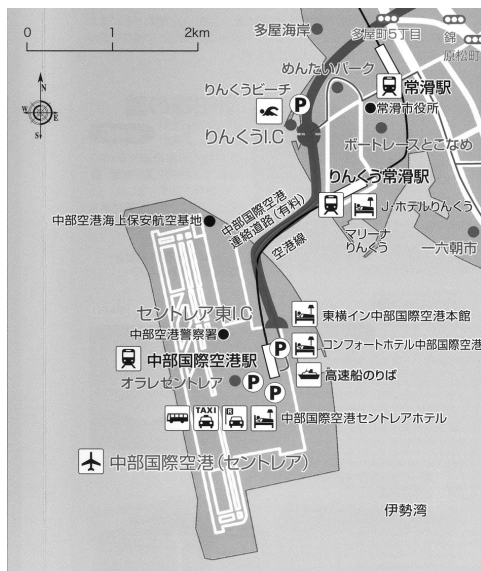 0 1 2km
多屋海岸
多屋町5丁目
錦
原松町
めんたいパーク
りんくうビーチ
P
常滑駅
常滑市役所
りんくうI.C
ボートレースとこなめ
N
W
E
S
りんくう常滑駅
中部国際空港
連絡道路(有料)
J-ホテルりんくう
中部空港海上保安航空基地
空港線
マリーナ
りんくう
一六朝市
セントレア東I.C
東横イン中部国際空港本館
中部空港警察署
コンフォートホテル中部国際空港
P
中部国際空港駅
高速船のりば
オラレセントレア
P
P
TAXI
R
中部国際空港セントレアホテル
中部国際空港(セントレア)
伊勢湾